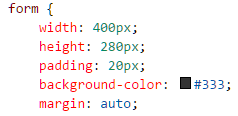 form {
    width: 400px;
    height: 280px;
    padding: 20px;
    background-color: #333;
    margin: auto;